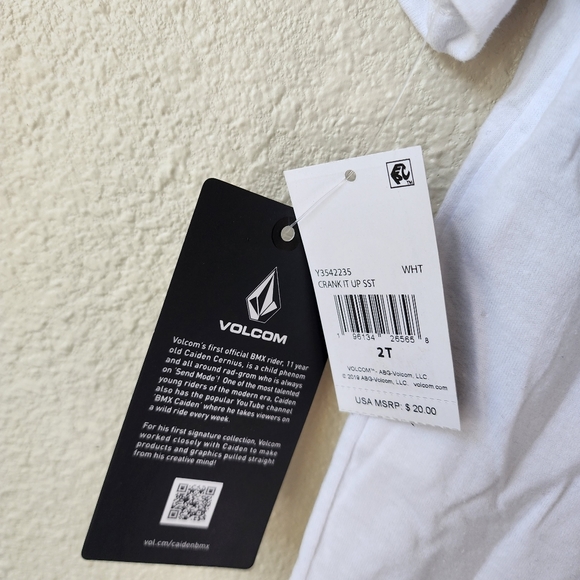 VOLCOM
Volcom's first official BMX rider, 11 year
old Caiden Cernius, is a child phenom
and all around rad-grom who is always
on 'Send Mode'! One of the most talented
young riders of the modern era, Caiden
also has the popular YouTube channel
'BMX Caiden' where he takes viewers on
a wild ride every week.
For his first signature collection, Volcom
worked closely with Caiden to make
products and graphics pulled straight
from his creative mind!
vol.cm/caidenbmx
Y3542235 WHT
CRANK IT UP SST
1 96134 26565 8
2T
VOLCOM™: ABG-Volcom, LLC
© 2019 ABG-Volcom, LLC. volcom.com
USA MSRP: $ 20.00